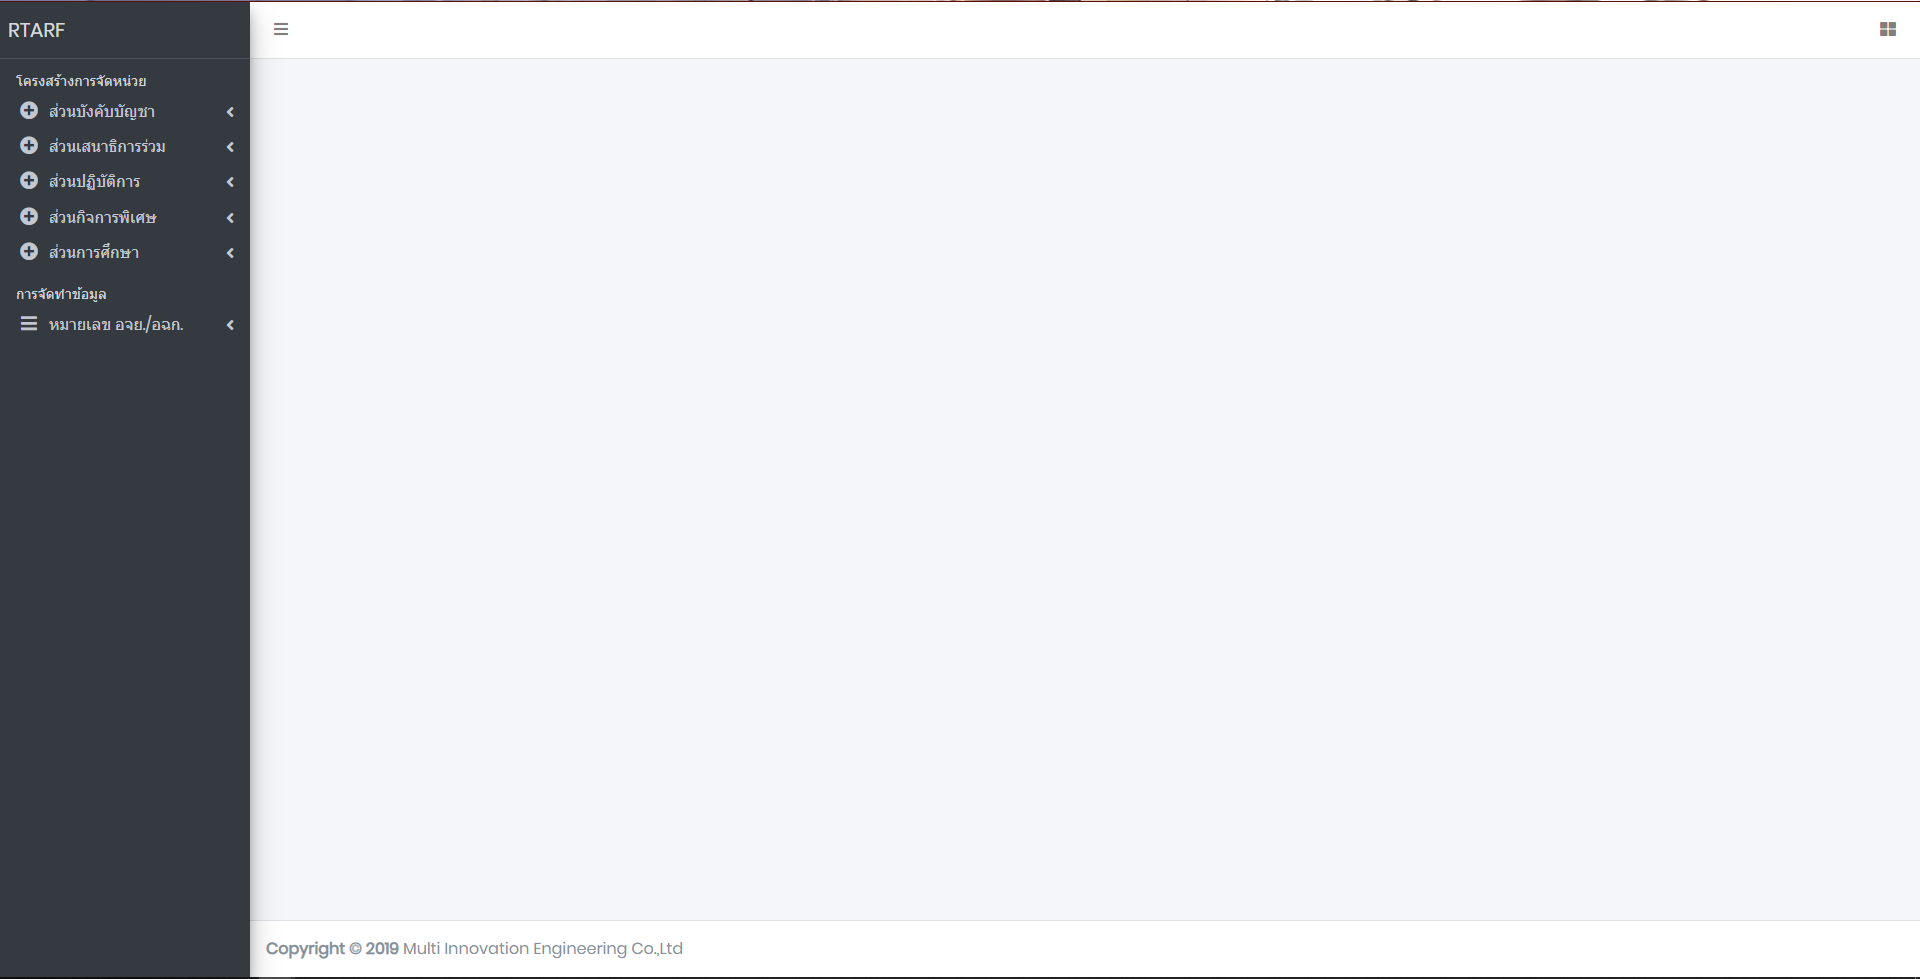 RTARF
โครงสร้างการจัดหน่วย
ส่วนบังคับบัญชา
ส่วนเสนาธิการร่วม
ส่วนปฏิบัติการ
ส่วนกิจการพิเศษ
ส่วนการศึกษา
การจัดทำข้อมูล
หมายเลข อจย./อฉก.
Copyright © 2019 Multi Innovation Engineering Co.,Ltd